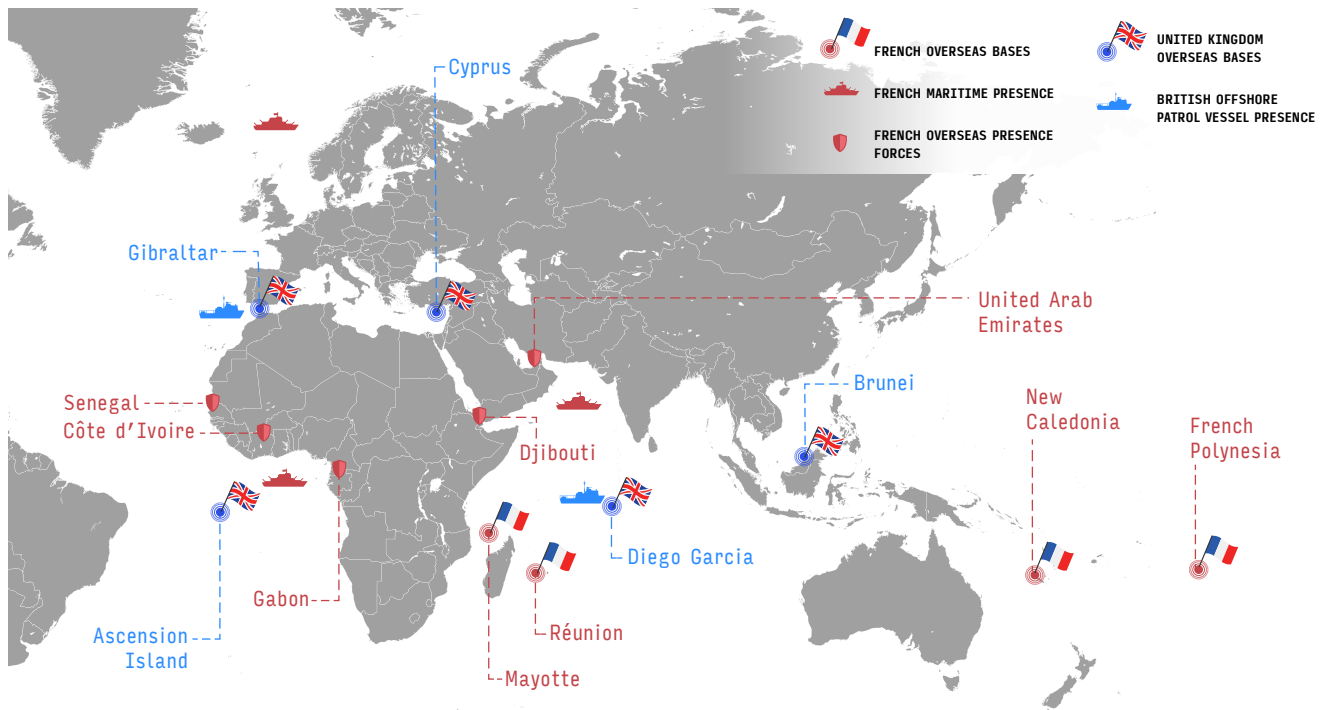 FRENCH OVERSEAS BASES
FRENCH MARITIME PRESENCE
FRENCH OVERSEAS PRESENCE
FORCES
UNITED KINGDOM
OVERSEAS BASES
BRITISH OFFSHORE
PATROL VESSEL PRESENCE
Cyprus
Gibraltar
United Arab
Emirates
Senegal
Côte d’Ivoire
Brunei
New
Caledonia
French
Polynesia
Djibouti
Diego Garcia
Gabon
Ascension
Island
Réunion
Mayotte